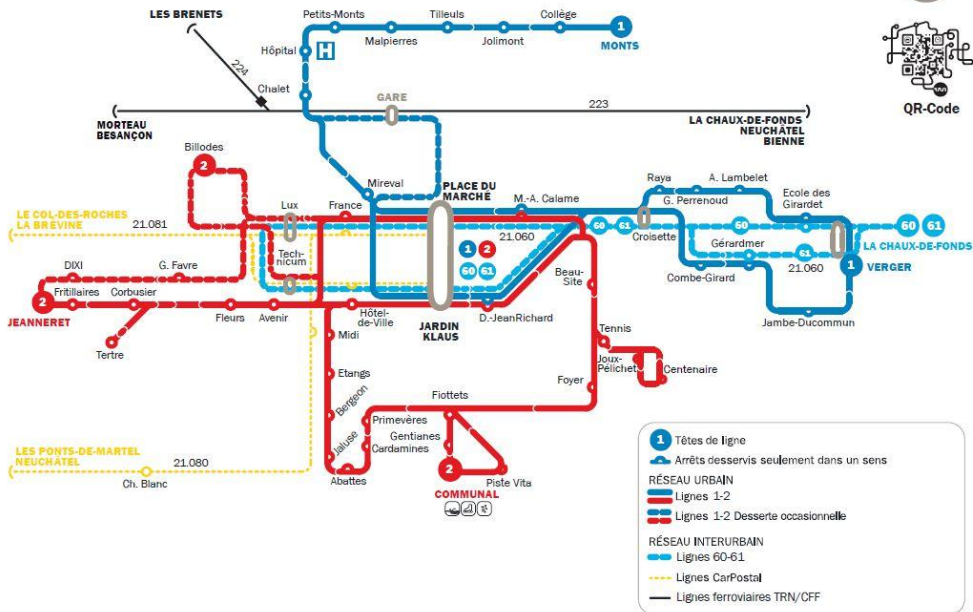 LES BRENETS
224
Petits-Monts
Malpierres
Tilleuls
Jolimont
Collège
1
MONTS
Hôpital
H
Chalet
QR-Code
GARE
223
MORTEAU
BESANÇON
LA CHAUX-DE-FONDS
NEUCHÂTEL
BIENNE
Billodes
2
Mireval
PLACE DU
MARCHÉ
Lux
France
M.-A. Calame
Raya
G. Perrenoud
A. Lambelet
Ecole des
Girardet
LE COL-DES-ROCHES
LA BRÉVINE
21.081
21.060
60 61
Croisette
60
60 61
LA CHAUX-DE-FONDS
Tech-
nicum
1 2
60 61
Gérardmer
61
21.060
1
VERGER
DIXI
G. Favre
Beau-
Site
Combe-Girard
2
JEANNERET
Fritillaires
Corbusier
Fleurs
Avenir
Hôtel-
de-Ville
JARDIN
KLAUS
D.-JeanRichard
Jambe-Ducommun
Tertre
Midi
Tennis
Joux-
Pélichet
Centenaire
Etangs
Foyer
Bergeon
Fiottets
Primevères
Gentianes
Cardamines
Jaluse
Abattes
2
COMMUNAL
Piste Vita
LES PONTS-DE-MARTEL
NEUCHÂTEL
21.080
Ch. Blanc
1 Têtes de ligne
Arrêts desservis seulement dans un sens
RÉSEAU URBAIN
Lignes 1-2
Lignes 1-2 Desserte occasionnelle
RÉSEAU INTERURBAIN
Lignes 60-61
Lignes CarPostal
Lignes ferroviaires TRN/CFF